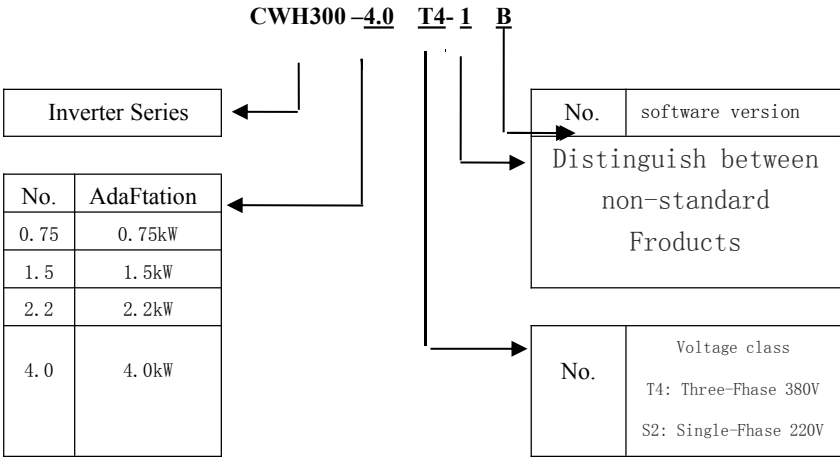 CWH300 –4.0 T4- 1 B
Inverter Series
No. AdaFtation
0.75 0.75kW
1.5 1.5kW
2.2 2.2kW
4.0 4.0kW
No. software version
Distinguish between
non-standard
Froducts
No.
Voltage class
T4: Three-Fhase 380V
S2: Single-Fhase 220V